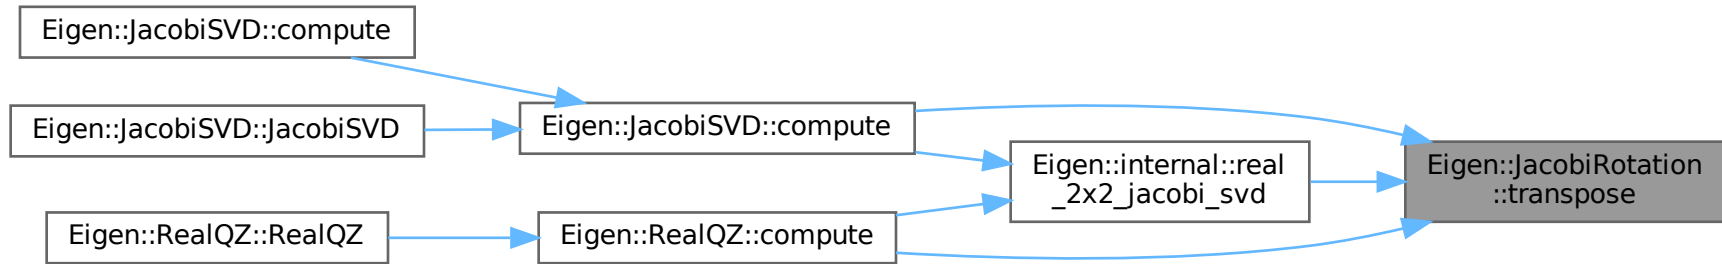 Eigen::JacobiSVD::compute
Eigen::JacobiSVD::JacobiSVD
Eigen::JacobiSVD::compute
Eigen::internal::real
_2x2_jacobi_svd
Eigen::JacobiRotation
::transpose
Eigen::RealQZ::RealQZ
Eigen::RealQZ::compute